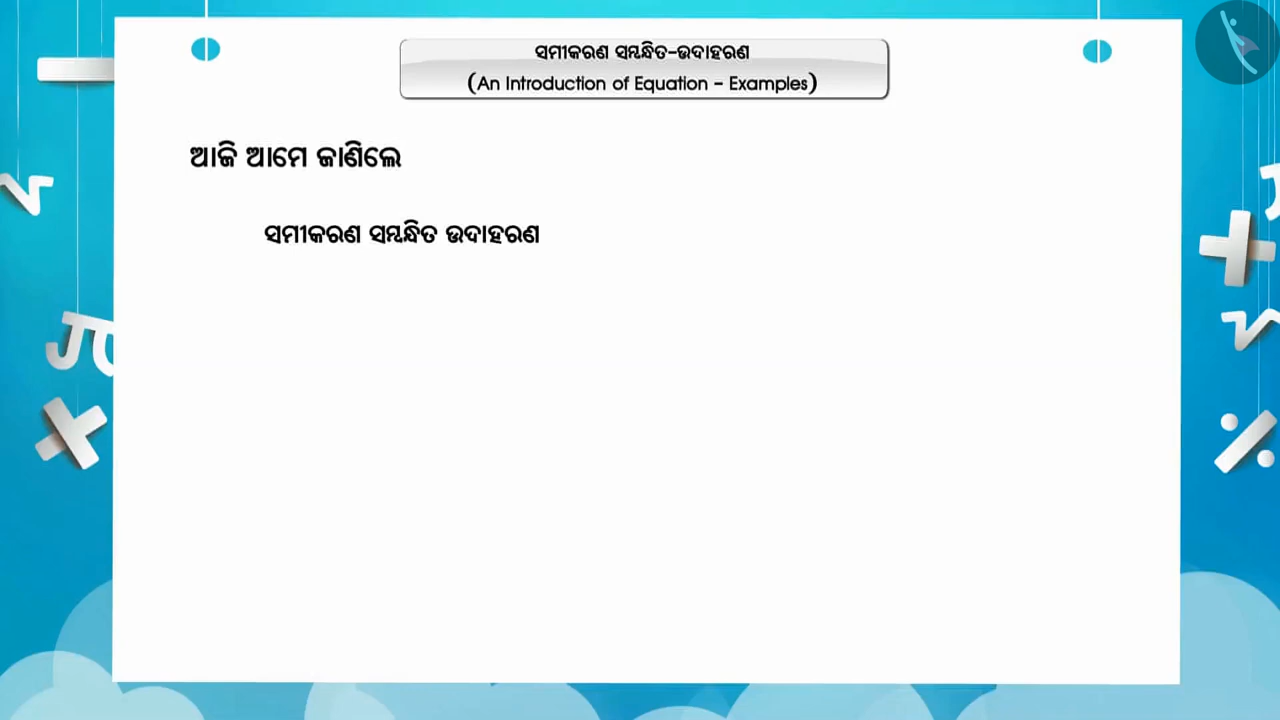 ସମୀକରଣ ସମ୍ବନ୍ଧିତ-ଉଦାହରଣ
(An Introduction of Equation - Examples)
ଆଜି ଆମେ ଜାଣିଲେ
ସମୀକରଣ ସମ୍ବନ୍ଧିତ ଉଦାହରଣ